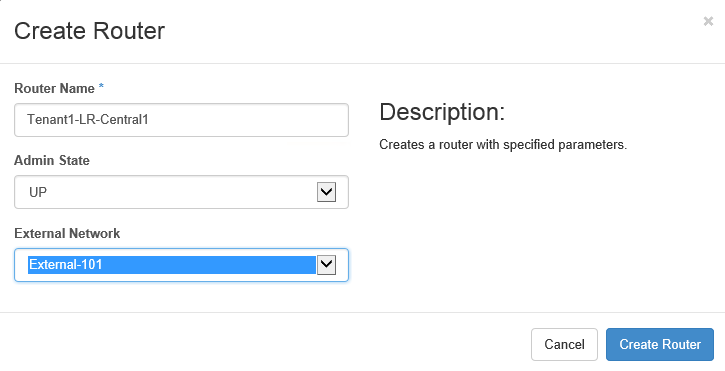 Create Router
×
Router Name *
Tenant1-LR-Central1
Admin State
UP
External Network
External-101
Description:
Creates a router with specified parameters.
Cancel
Create Router